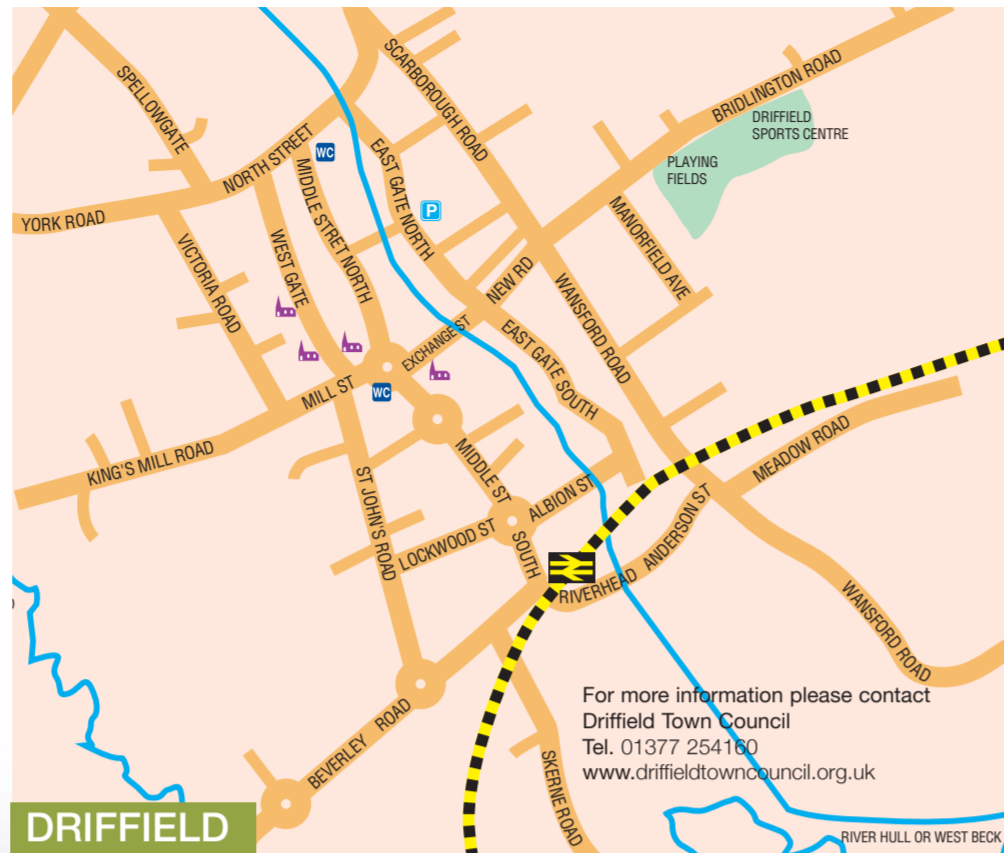 SCARBOROUGH ROAD
BRIDLINGTON ROAD
SPELLOWGATE
DRIFFIELD
SPORTS CENTRE
NORTH STREET
WC
EAST GATE NORTH
PLAYING
FIELDS
MIDDLE STRET NORTH
YORK ROAD
P
MANORFIELD AVE
VICTORIA ROAD
WEST GATE
NEW RD
WANSFORD ROAD
EXCHANGE ST
EAST GATE SOUTH
MILL ST
WC
KING'S MILL ROAD
MIDDLE ST
SOUTH
ALBION ST
MEADOW ROAD
ST JOHN'S ROAD
LOCKWOOD ST
ANDERSON ST
RIVERHEAD
WANSFORD ROAD
For more information please contact
Driffield Town Council
Tel. 01377 254160
www.driffieldtowncouncil.org.uk
BEVERLEY ROAD
SKERNE ROAD
DRIFFIELD
RIVER HULL OR WEST BECK